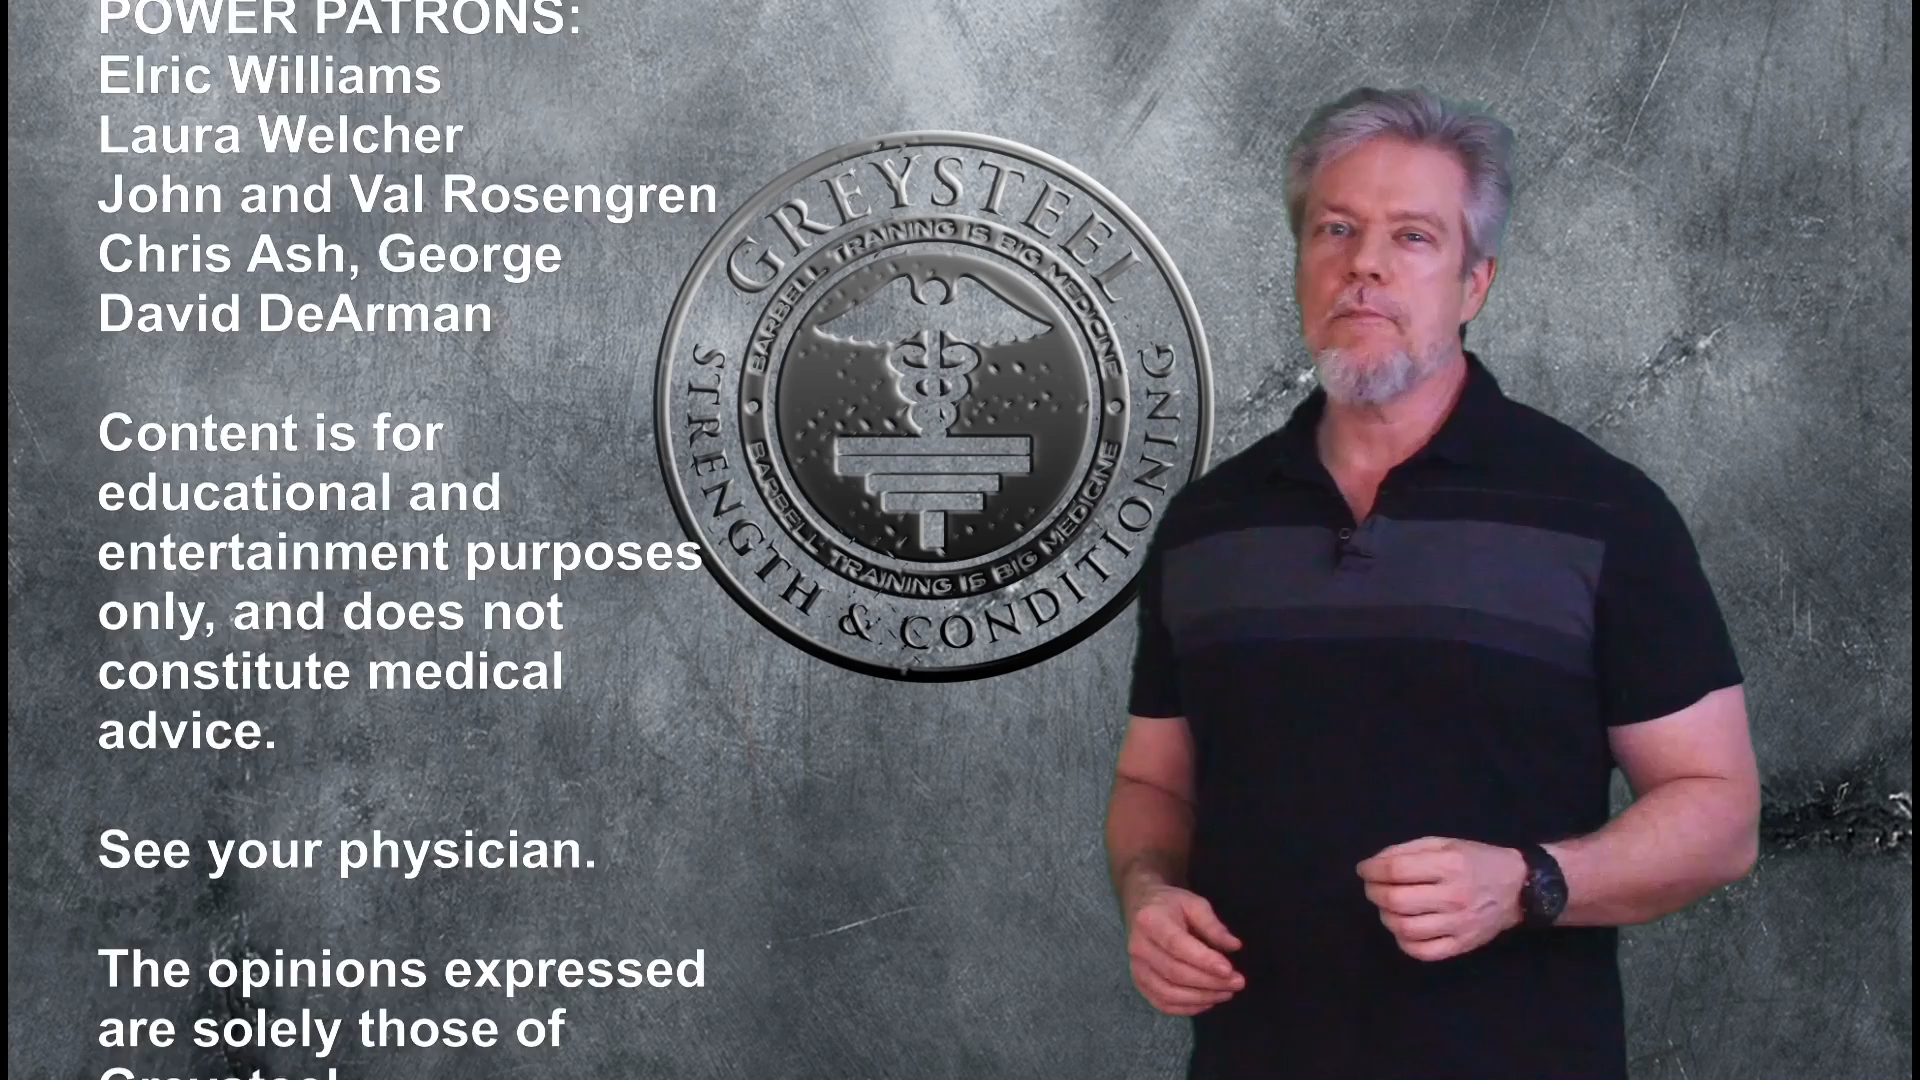 POWER PATRONS:
Elric Williams
Laura Welcher
John and Val Rosengren
Chris Ash, George
David DeArman
Content is for
educational and
entertainment purposes
only, and does not
constitute medical
advice.
See your physician.
The opinions expressed
are solely those of
Greysteel
GREYSTEEL
BARBELL TRAINING IS BIG MEDICINE
BARBELL TRAINING IS BIG MEDICINE
STRENGTH & CONDITIONING